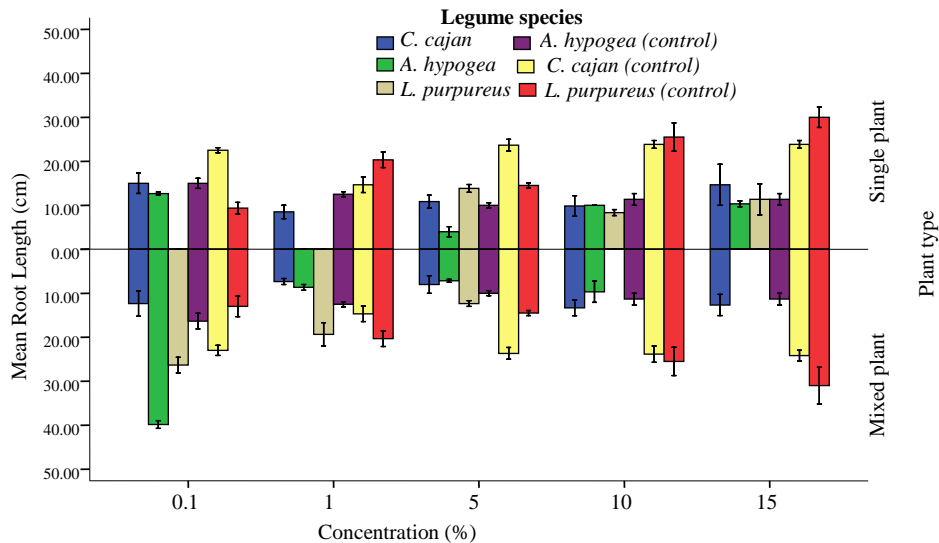 Legume species
C. cajan A. hypogea (control)
A. hypogea C. cajan (control)
L. purpureus L. purpureus (control)
50.00
40.00
30.00
20.00
10.00
0.00
10.00
20.00
30.00
40.00
50.00
Mean Root Length (cm)
Single plant
Mixed plant
Plant type
0.1 1 5 10 15
Concentration (%)